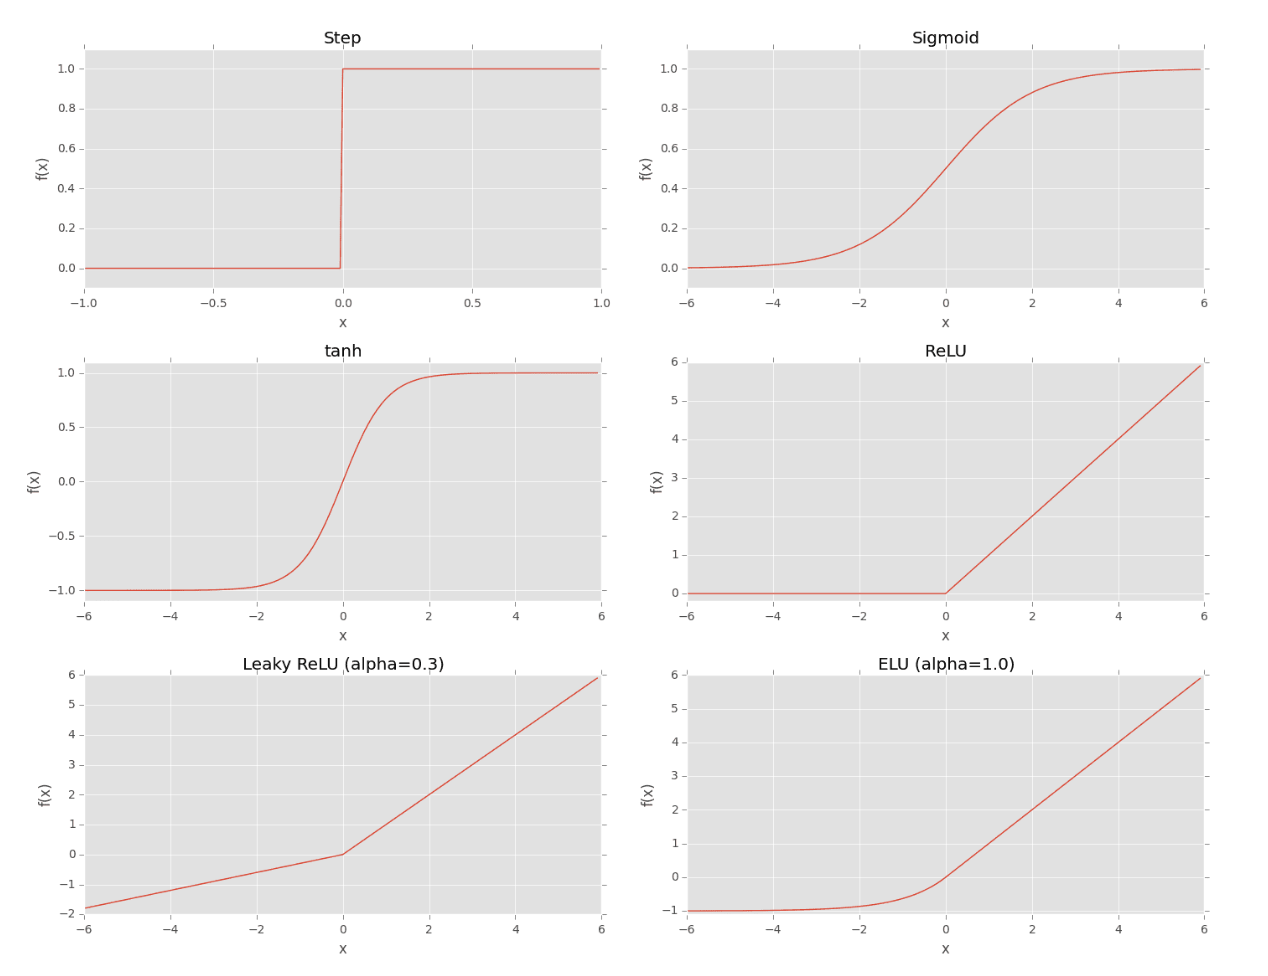 Step
1.0
0.8
0.6
0.4
0.2
0.0
f(x)
−1.0 −0.5 0.0 0.5 1.0
x
Sigmoid
1.0
0.8
0.6
0.4
0.2
0.0
f(x)
−6 −4 −2 0 2 4 6
x
tanh
1.0
0.5
0.0
−0.5
−1.0
f(x)
−6 −4 −2 0 2 4 6
x
ReLU
6
5
4
3
2
1
0
f(x)
−6 −4 −2 0 2 4 6
x
Leaky ReLU (alpha=0.3)
6
5
4
3
2
1
0
−1
−2
f(x)
−6 −4 −2 0 2 4 6
x
ELU (alpha=1.0)
6
5
4
3
2
1
0
−1
f(x)
−6 −4 −2 0 2 4 6
x